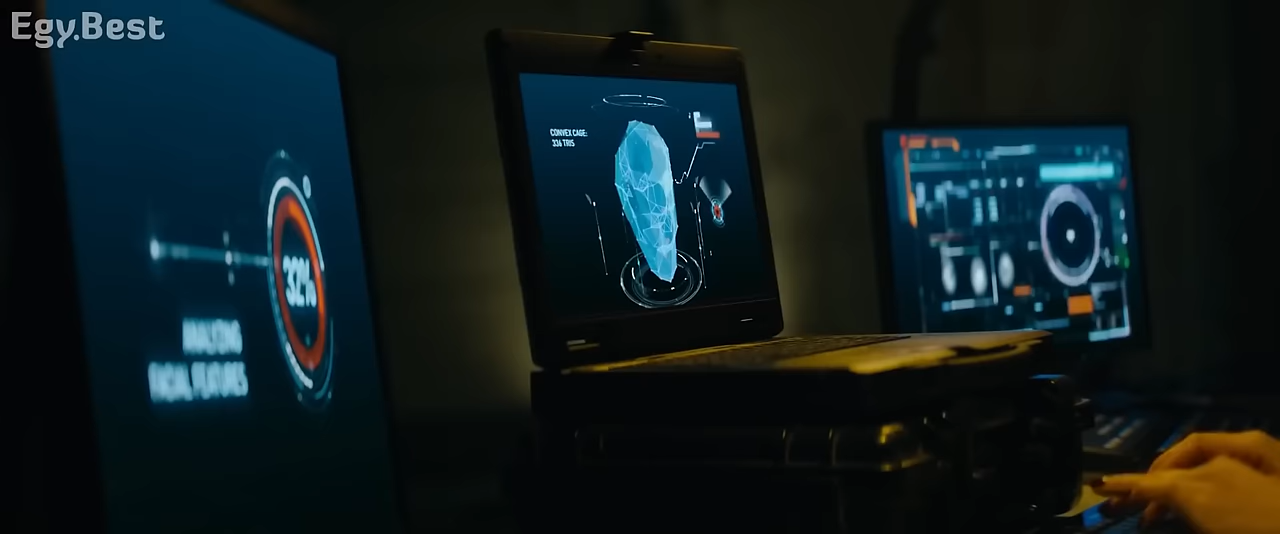 Egy.Best
32%
ANALYZING
FACIAL FEATURES
CONVEX CAGE:
336 TRIS